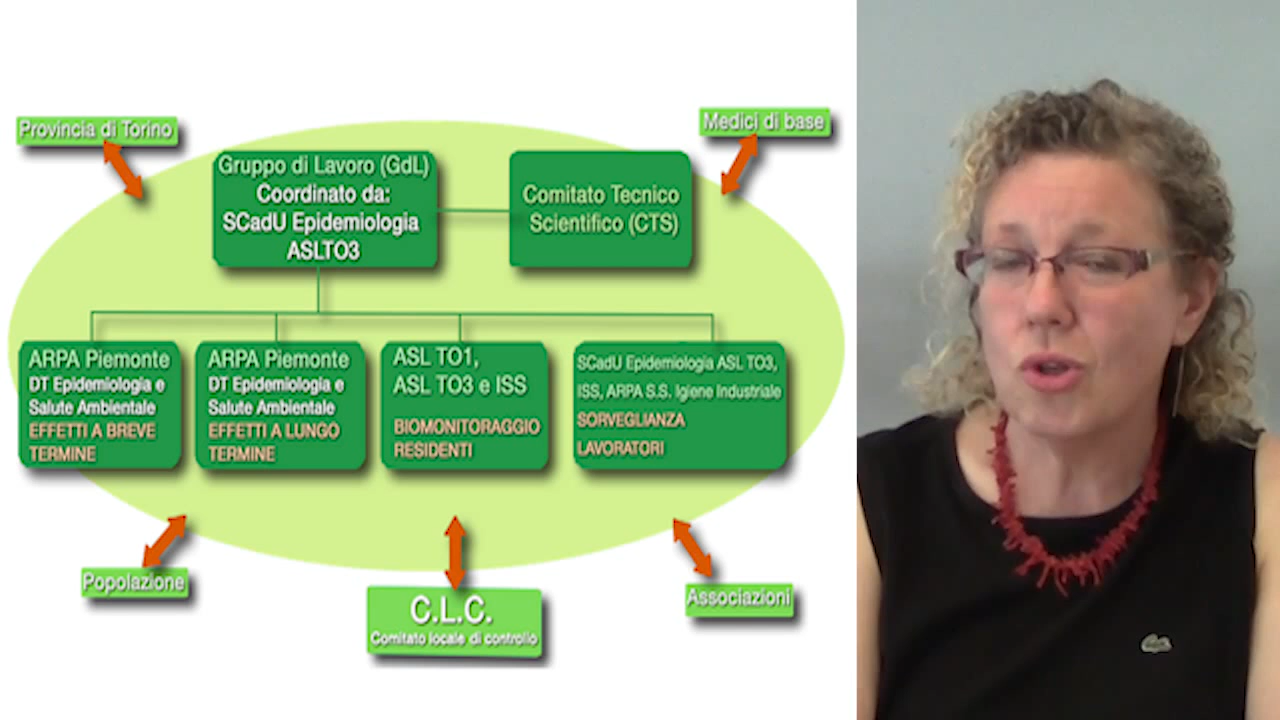 Provincia di Torino
Medici di base
Gruppo di Lavoro (GdL)
Coordinato da:
SCadU Epidemiologia
ASLTO3
Comitato Tecnico
Scientifico (CTS)
ARPA Piemonte
DT Epidemiologia e
Salute Ambientale
EFFETTI A BREVE
TERMINE
ARPA Piemonte
DT Epidemiologia e
Salute Ambientale
EFFETTI A LUNGO
TERMINE
ASL TO1,
ASL TO3 e ISS
BIOMONITORAGGIO
RESIDENTI
SCadU Epidemiologia ASL TO3,
ISS, ARPA S.S. Igiene Industriale
SORVEGLIANZA
LAVORATORI
Popolazione
C.L.C.
Comitato locale di controllo
Associazioni